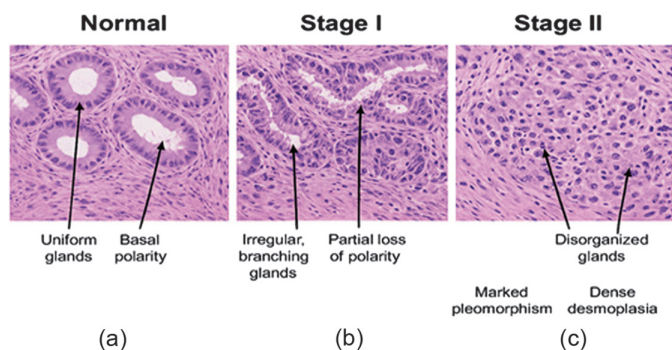 Normal
Stage I
Stage II
Uniform
glands
Basal
polarity
Irregular,
branching
glands
Partial loss
of polarity
Disorganized
glands
Marked
pleomorphism
Dense
desmoplasia
(a)
(b)
(c)